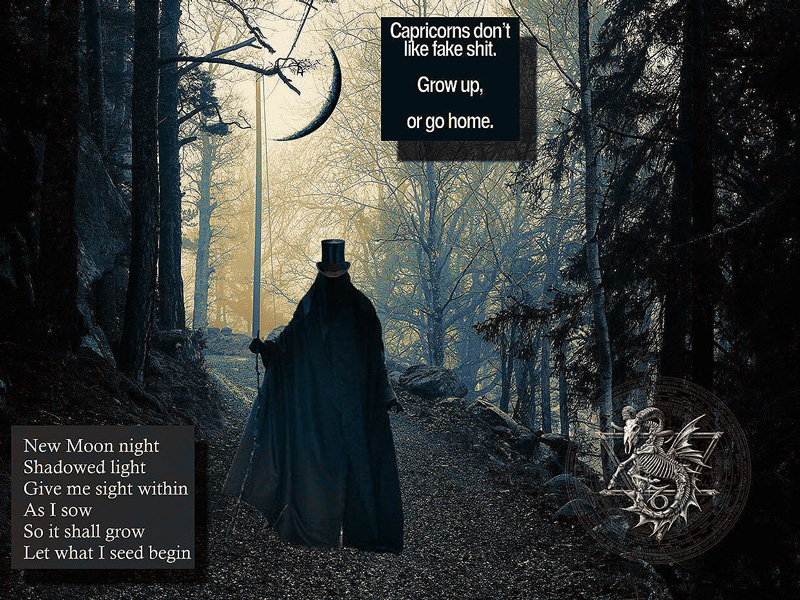 Capricorns don't
like fake shit.
Grow up,
or go home.
New Moon night
Shadowed light
Give me sight within
As I sow
So it shall grow
Let what I seed begin